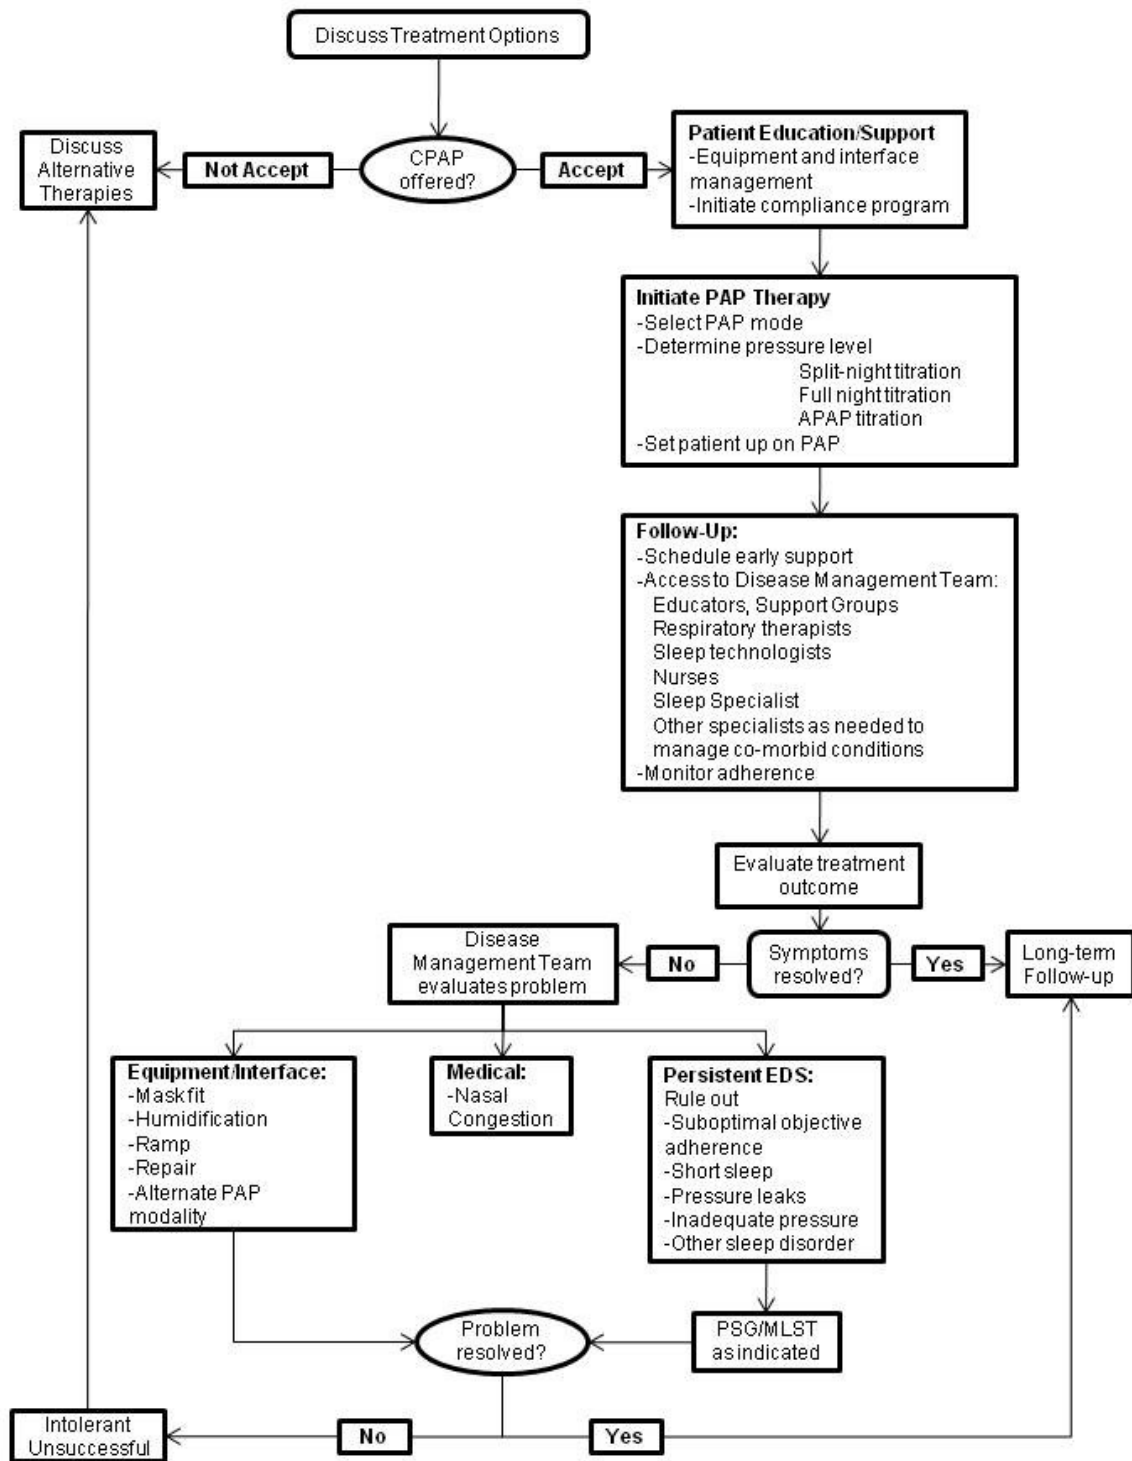 Discuss Treatment Options
Discuss
Alternative
Therapies
Not Accept
CPAP
offered?
Accept
Patient Education/Support
-Equipment and interface
management
-Initiate compliance program
Initiate PAP Therapy
-Select PAP mode
-Determine pressure level
Split-night titration
Full night titration
APAP titration
-Set patient up on PAP
Follow-Up:
-Schedule early support
-Access to Disease Management Team:
Educators, Support Groups
Respiratory therapists
Sleep technologists
Nurses
Sleep Specialist
Other specialists as needed to
manage co-morbid conditions
-Monitor adherence
Evaluate treatment
outcome
Disease
Management Team
evaluates problem
No
Symptoms
resolved?
Yes
Long-term
Follow-up
Equipment/Interface:
-Mask fit
-Humidification
-Ramp
-Repair
-Alternate PAP
modality
Medical:
-Nasal
Congestion
Persistent EDS:
Rule out
-Suboptimal objective
adherence
-Short sleep
-Pressure leaks
-Inadequate pressure
-Other sleep disorder
Problem
resolved?
PSG/MLST
as indicated
Intolerant
Unsuccessful
No
Yes